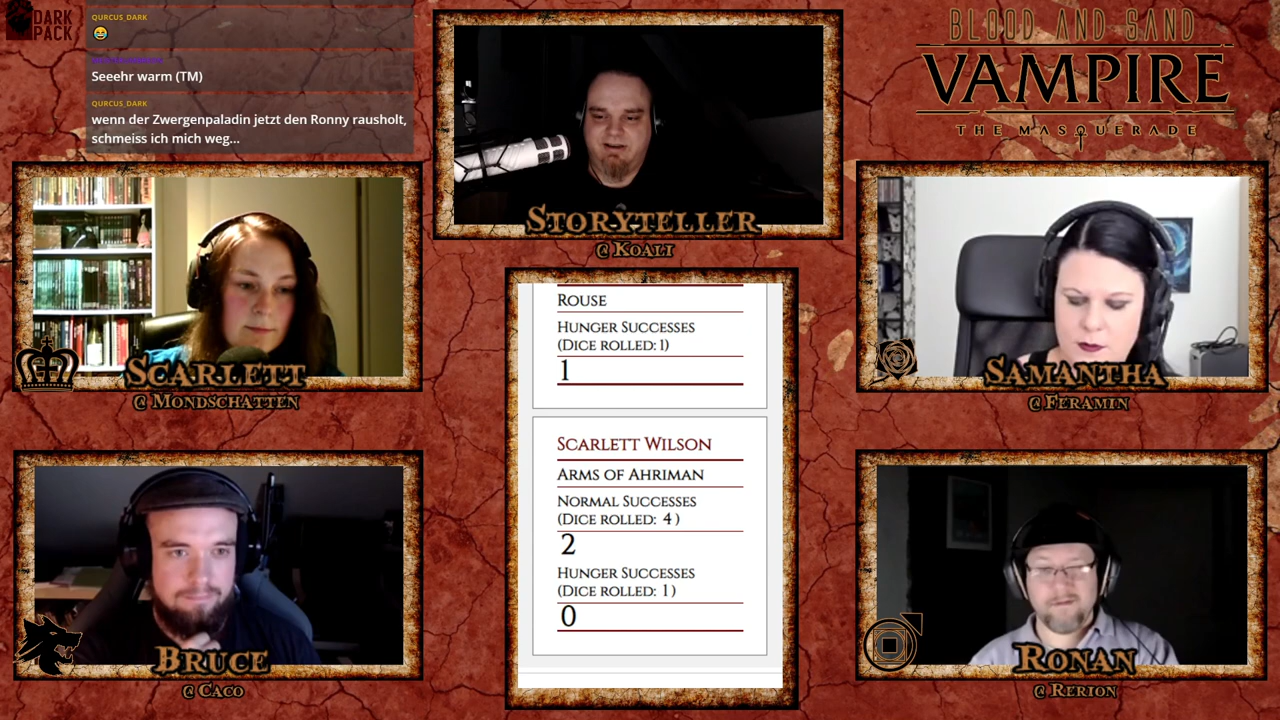 DARK
PACK
QURCUS_DARK
Seeehr warm (TM)
QURCUS_DARK
wenn der Zwergenpaladin jetzt den Ronny rausholt,
schmeiss ich mich weg...
STORYTELLER
@ KOALI
BLOOD AND SAND
VAMPIRE
THE MASQUERADE
SCARLETT
@ MONDSCHATTEN
ROUSE
HUNGER SUCCESSES
(DICE ROLLED: 1)
1
SCARLETT WILSON
ARMS OF AHRIMAN
NORMAL SUCCESSES
(DICE ROLLED: 4 )
2
HUNGER SUCCESSES
(DICE ROLLED: 1 )
0
SAMANTHA
@ FERAMIN
BRUCE
@ CACO
RONAN
@ RERION